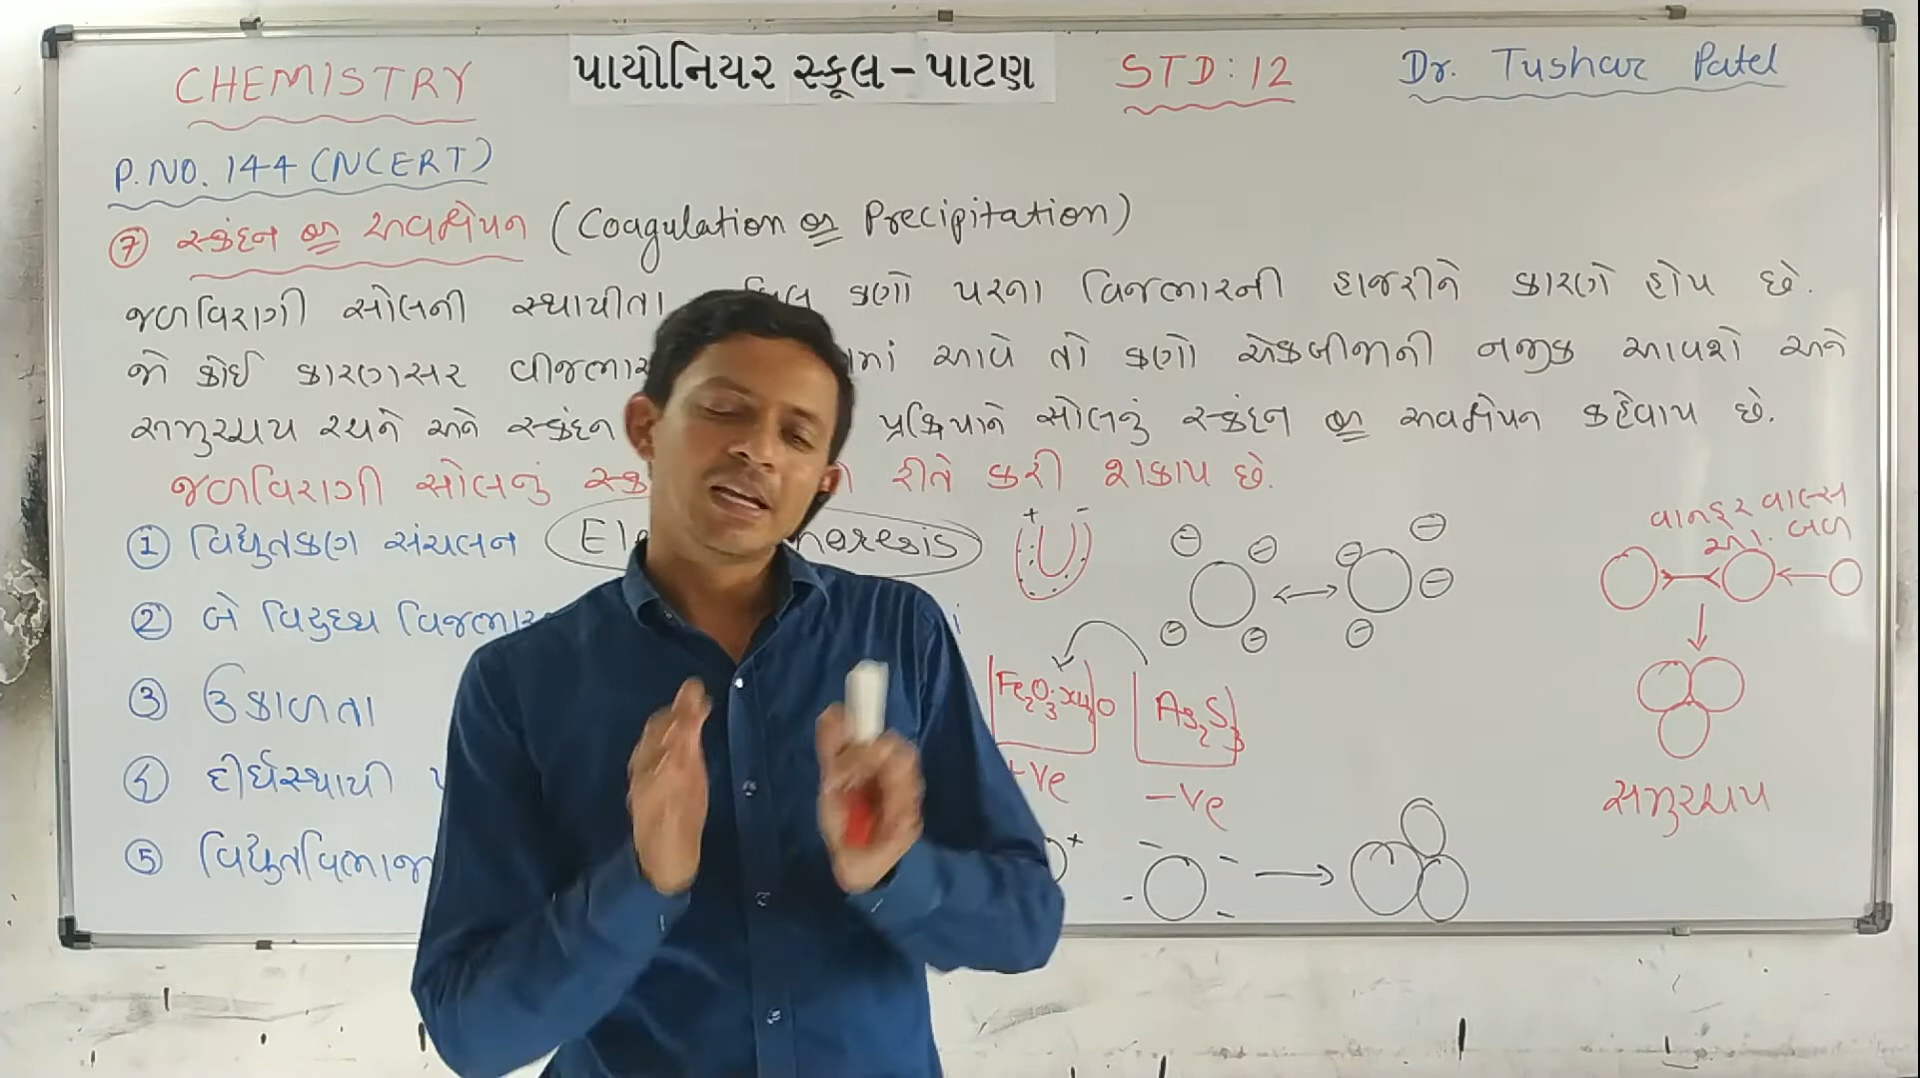 CHEMISTRY પાયોનિયર સ્કૂલ - પાટણ STD: 12 Dr. Tushar Patel
P.NO. 144 (NCERT)
⑦ સ્કંદન or અવક્ષેપન (Coagulation or Precipitation)
જળવિરાગી સોલની સ્થાયીતા કણો પરના વિજભારની હાજરીને કારણે હોય છે.
જો કોઈ કારણસર વીજભાર માં આવે તો કણો એકબીજાની નજીક આવશે અને
સમુચ્ચય રચને અને સ્કંદન પ્રક્રિયાને સોલનું સ્કંદન or અવક્ષેપન કહેવાય છે.
જળવિરાગી સોલનું રીતે કરી શકાય છે.
① વિદ્યુતકણ સંચલન
+ -
વાનડર વાલ્સ
આ. બળ
② બે વિરુધ્ધ
③ ઉકાળતા
Fe₂O₃·xH₂O As₂S₃
+ve -ve
④ દીર્ઘસ્થાયી
સમુચ્ચય
⑤